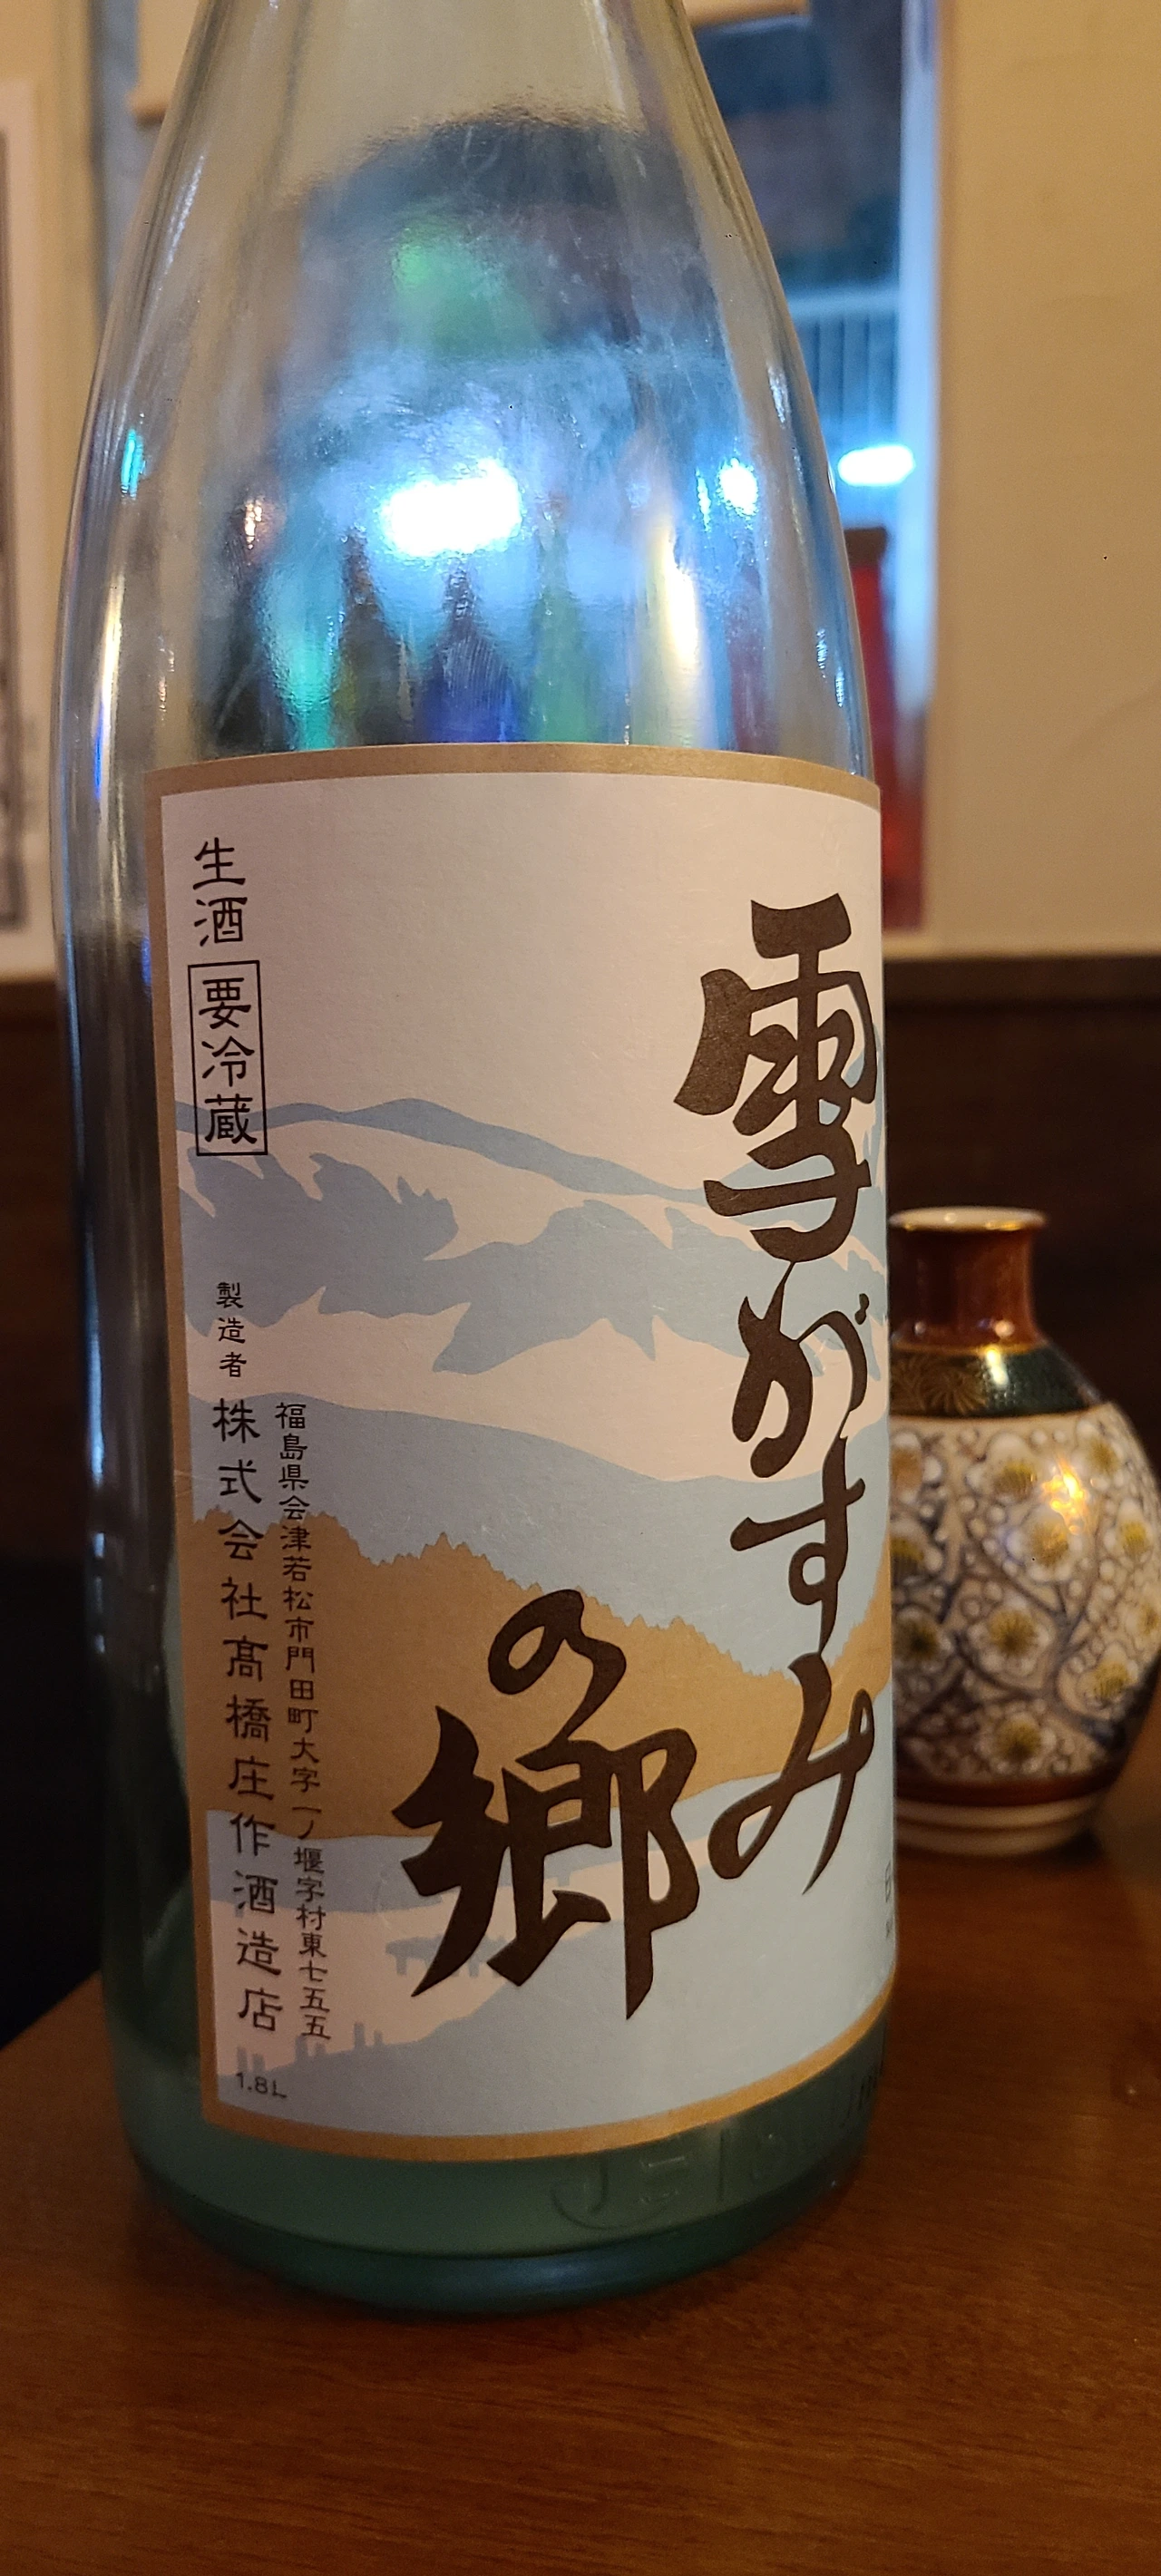 雪がすみ
の郷
生酒
要冷蔵
福島県会津若松市門田町大字一ノ堰字村東七五五
製造者
株式会社髙橋庄作酒造店
1.8L